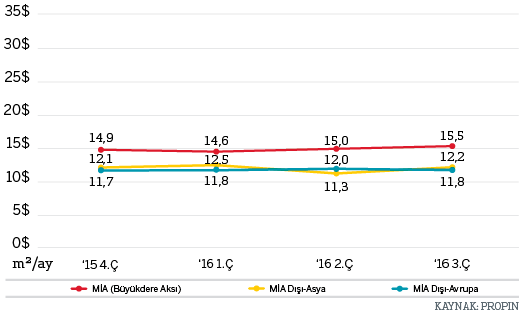 35$
30$
25$
20$
15$
10$
5$
0$
14,9
14,6
15,0
15,5
12,1
12,5
12,0
12,2
11,7
11,8
11,3
11,8
m²/ay
'15 4.Ç
'16 1.Ç
'16 2.Ç
'16 3.Ç
MİA (Büyükdere Aksı)
MİA Dışı-Asya
MİA Dışı-Avrupa
KAYNAK: PROPIN